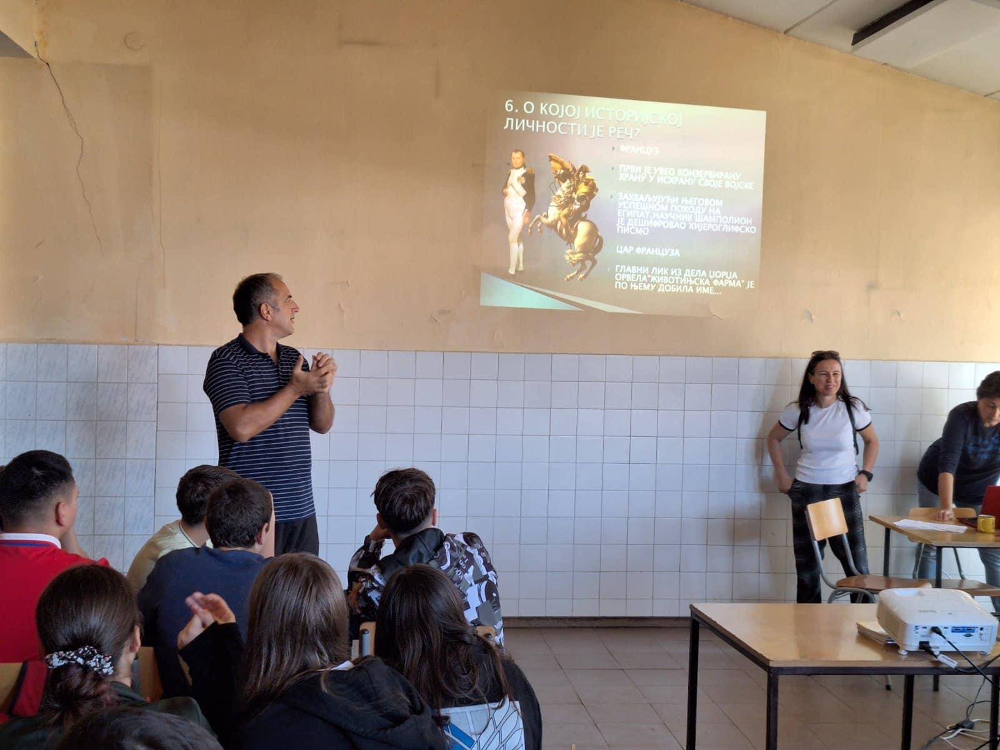 6. О КОЈОЈ ИСТОРИЈСКОЈ
ЛИЧНОСТИ ЈЕ РЕЧ?
ФРАНЦУЗ
ПРВИ ЈЕ УВЕО КОНЗЕРВИРАНУ
ХРАНУ У ИСХРАНУ СВОЈЕ ВОЈСКЕ
ЗАХВАЉУЈУЋИ ЊЕГОВОМ
УСПЕШНОМ ПОХОДУ НА
ЕГИПАТ,НАУЧНИК ШАМПОЛИОН
ЈЕ ДЕШИФРОВАО ХИЈЕРОГЛИФСКО
ПИСМО
ЦАР ФРАНЦУЗА
ГЛАВНИ ЛИК ИЗ ДЕЛА ЏОРЏА
ОРВЕЛА"ЖИВОТИЊСКА ФАРМА" ЈЕ
ПО ЊЕМУ ДОБИЛА ИМЕ...
BenQ